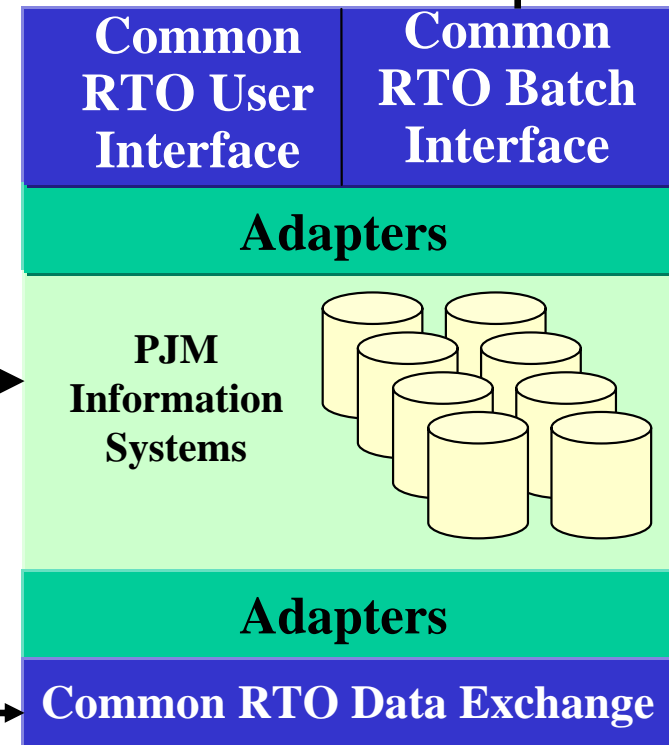 Common
RTO User
Interface
Common
RTO Batch
Interface
Adapters
PJM
Information
Systems
Adapters
Common RTO Data Exchange